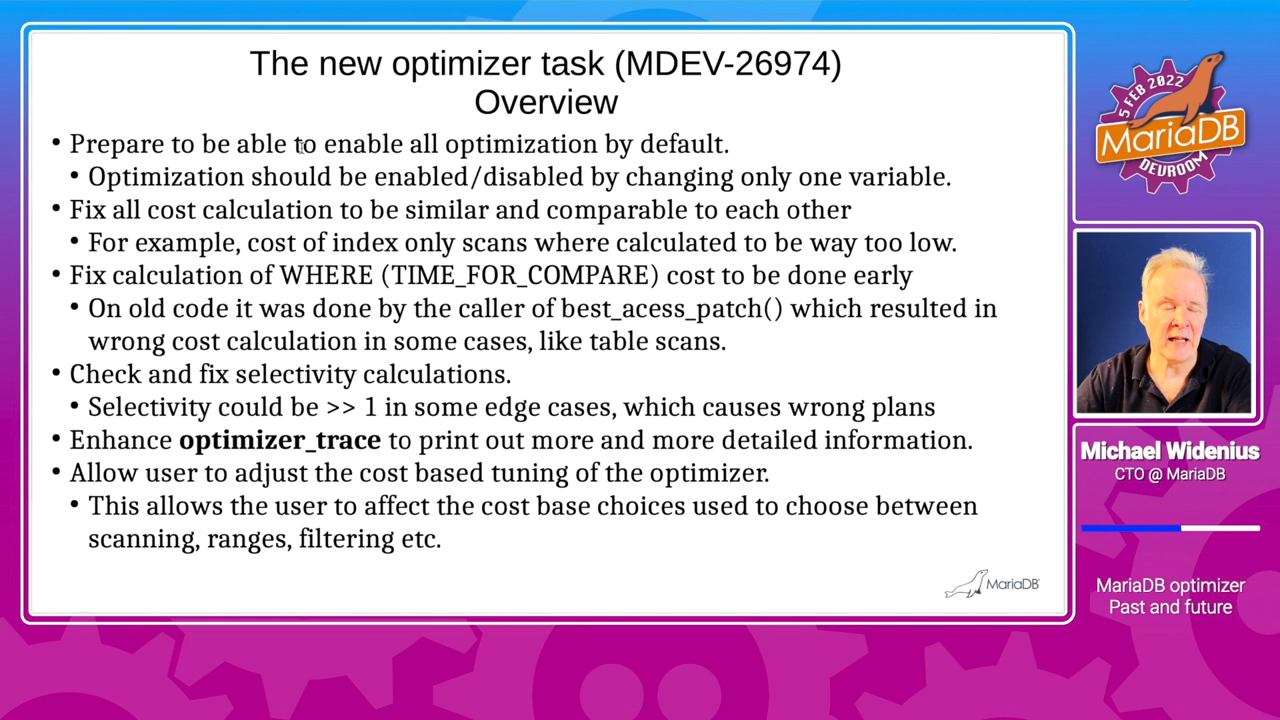 The new optimizer task (MDEV-26974)
Overview
• Prepare to be able to enable all optimization by default.
• Optimization should be enabled/disabled by changing only one variable.
• Fix all cost calculation to be similar and comparable to each other
• For example, cost of index only scans where calculated to be way too low.
• Fix calculation of WHERE (TIME_FOR_COMPARE) cost to be done early
• On old code it was done by the caller of best_acess_patch() which resulted in
wrong cost calculation in some cases, like table scans.
• Check and fix selectivity calculations.
• Selectivity could be >> 1 in some edge cases, which causes wrong plans
• Enhance optimizer_trace to print out more and more detailed information.
• Allow user to adjust the cost based tuning of the optimizer.
• This allows the user to affect the cost base choices used to choose between
scanning, ranges, filtering etc.
MariaDB
5 FEB 2022
MariaDB
DEVROOM
Michael Widenius
CTO @ MariaDB
MariaDB optimizer
Past and future